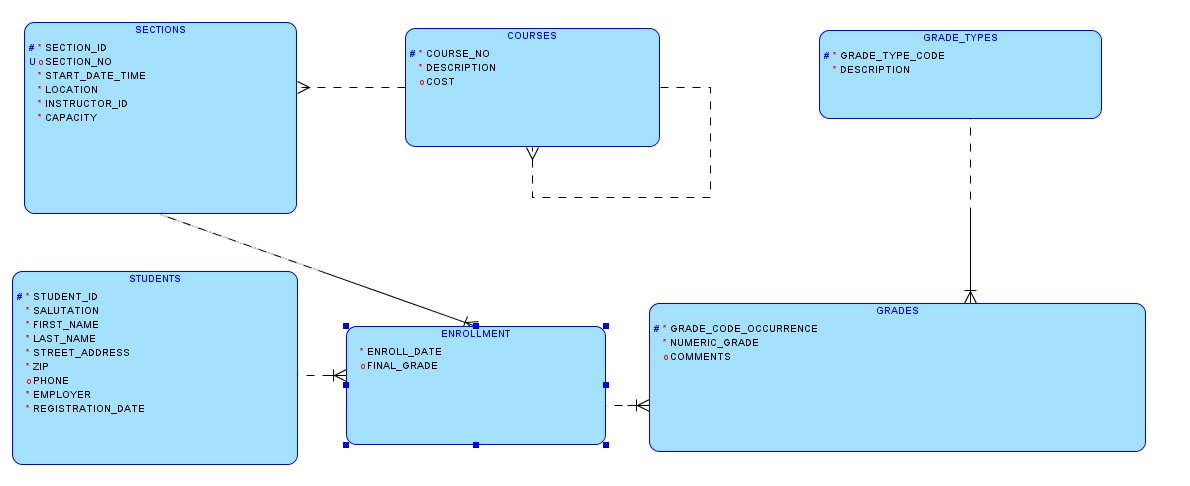 SECTIONS
#* SECTION_ID
U o SECTION_NO
* START_DATE_TIME
* LOCATION
* INSTRUCTOR_ID
* CAPACITY
COURSES
#* COURSE_NO
* DESCRIPTION
o COST
GRADE_TYPES
#* GRADE_TYPE_CODE
* DESCRIPTION
STUDENTS
#* STUDENT_ID
* SALUTATION
* FIRST_NAME
* LAST_NAME
* STREET_ADDRESS
* ZIP
o PHONE
* EMPLOYER
* REGISTRATION_DATE
ENROLLMENT
* ENROLL_DATE
o FINAL_GRADE
GRADES
#* GRADE_CODE_OCCURRENCE
* NUMERIC_GRADE
o COMMENTS